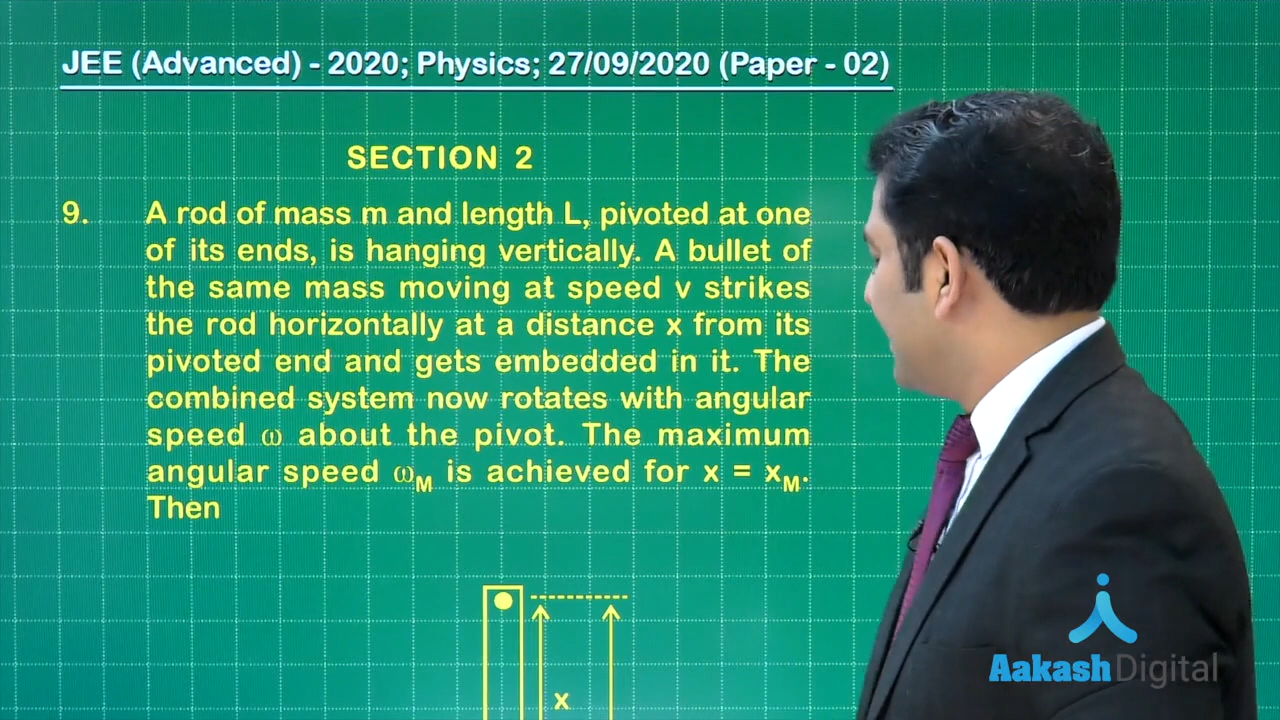 JEE (Advanced) - 2020; Physics; 27/09/2020 (Paper - 02)
SECTION 2
9. A rod of mass m and length L, pivoted at one
of its ends, is hanging vertically. A bullet of
the same mass moving at speed v strikes
the rod horizontally at a distance x from its
pivoted end and gets embedded in it. The
combined system now rotates with angular
speed ω about the pivot. The maximum
angular speed ωM is achieved for x = xM.
Then
x
Aakash Digital